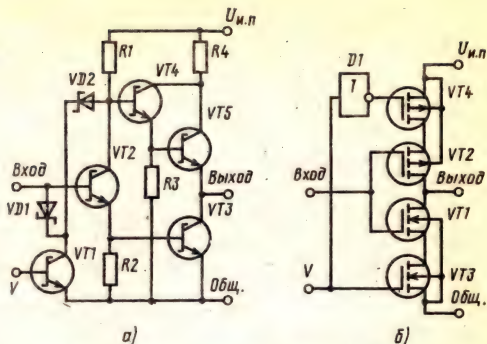 Uи.п
R1
R4
VD2
VT4
VT5
VT2
Вход
Выход
VD1
R3
VT3
VT1
R2
V
Общ.
а)
Uи.п
D1
1
VT4
VT2
Вход
Выход
VT1
V
VT3
Общ.
б)